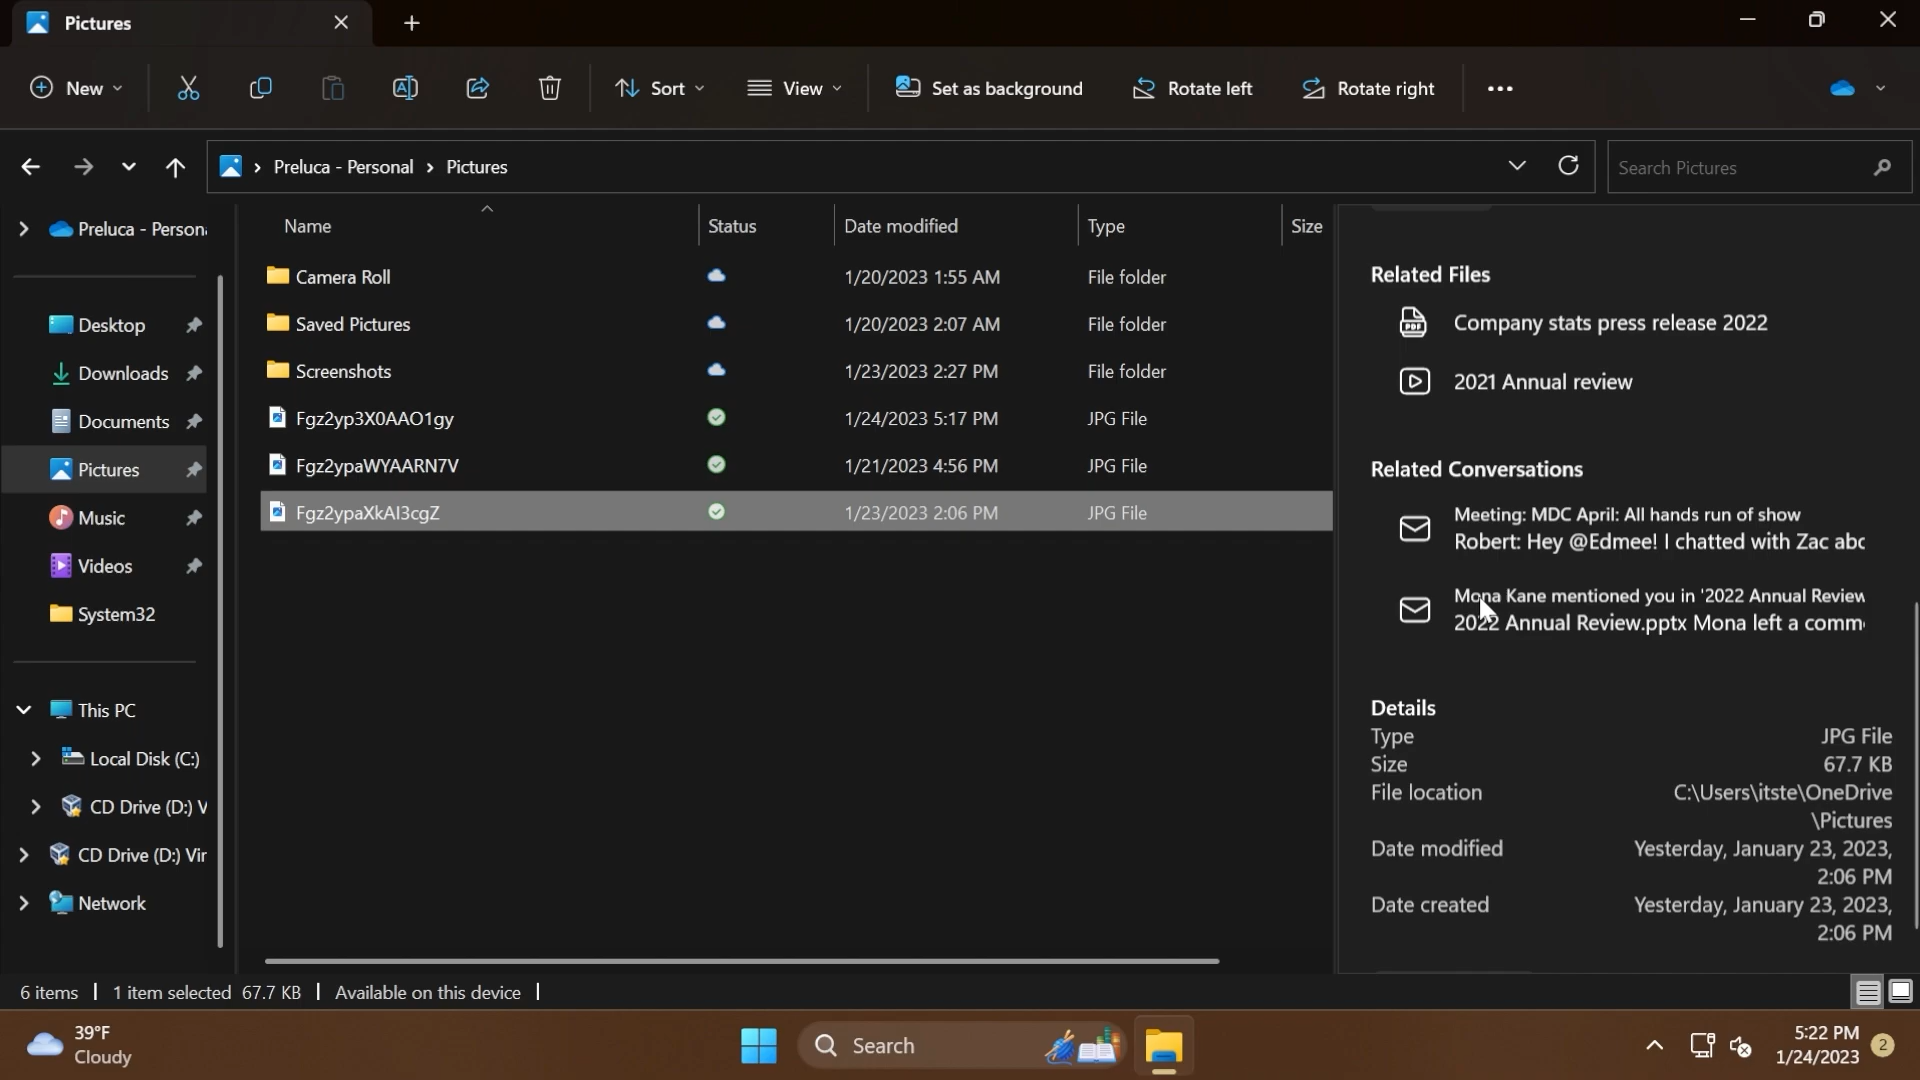 Pictures
New
Sort
View
Set as background
Rotate left
Rotate right
Preluca - Personal
Pictures
Search Pictures
Preluca - Person
Desktop
Downloads
Documents
Pictures
Music
Videos
System32
This PC
Local Disk (C:)
CD Drive (D:) V
CD Drive (D:) Vir
Network
Name Status Date modified Type Size
Camera Roll 1/20/2023 1:55 AM File folder
Saved Pictures 1/20/2023 2:07 AM File folder
Screenshots 1/23/2023 2:27 PM File folder
Fgz2yp3X0AAO1gy 1/24/2023 5:17 PM JPG File
Fgz2ypaWYAARN7V 1/21/2023 4:56 PM JPG File
Fgz2ypaXkAI3cgZ 1/23/2023 2:06 PM JPG File
Related Files
PDF
Company stats press release 2022
2021 Annual review
Related Conversations
Meeting: MDC April: All hands run of show
Robert: Hey @Edmee! I chatted with Zac abc
Mona Kane mentioned you in '2022 Annual Review
2022 Annual Review.pptx Mona left a comm
Details
Type JPG File
Size 67.7 KB
File location C:\Users\itste\OneDrive
\Pictures
Date modified Yesterday, January 23, 2023,
2:06 PM
Date created Yesterday, January 23, 2023,
2:06 PM
6 items
1 item selected 67.7 KB
Available on this device
39°F
Cloudy
Search
5:22 PM
1/24/2023
2